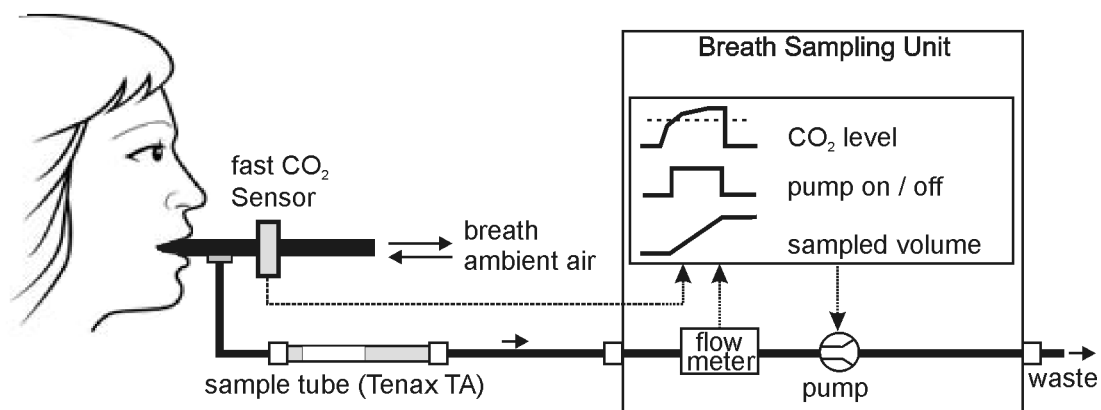 Breath Sampling Unit
fast CO₂
Sensor
CO₂ level
pump on / off
sampled volume
breath
ambient air
flow
meter
pump
sample tube (Tenax TA)
waste